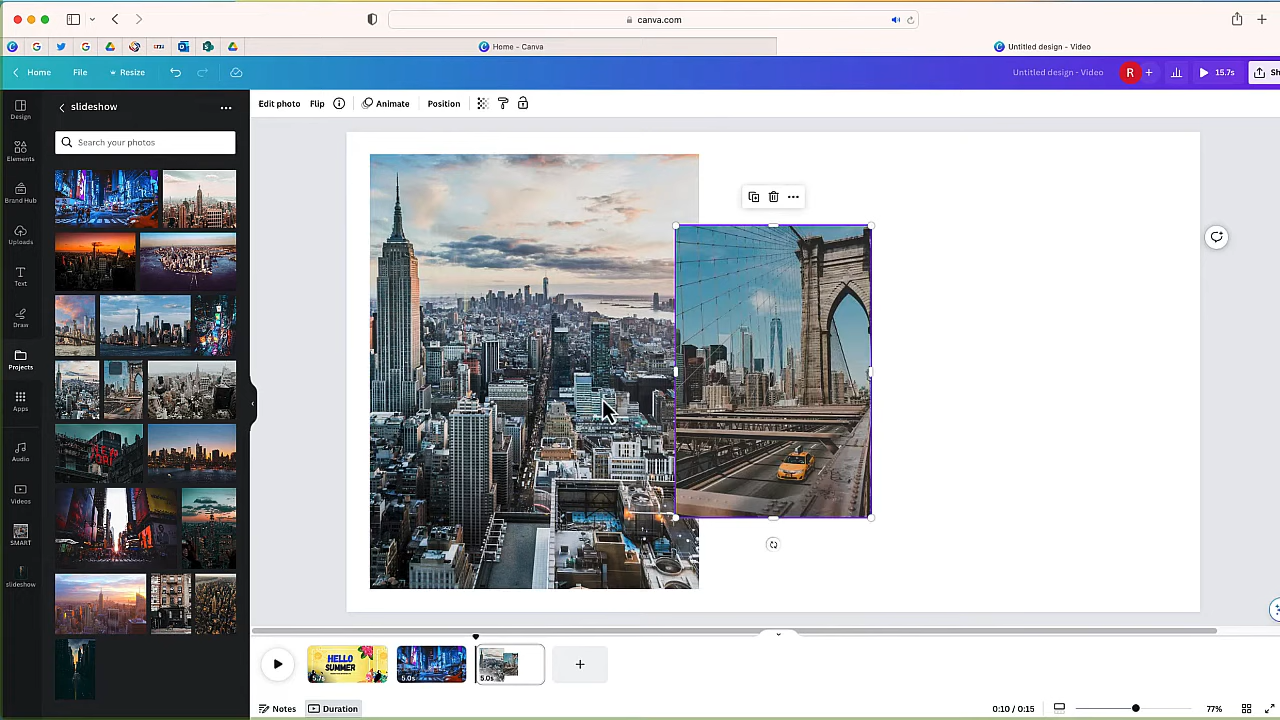 canva.com
Home - Canva
Untitled design - Video
Home
File
Resize
Untitled design - Video
R
15.7s
Sh
Design
Elements
Brand Hub
Uploads
Text
Draw
Projects
Apps
Audio
Videos
SMART
slideshow
slideshow
Search your photos
Edit photo
Flip
Animate
Position
HELLO
SUMMER
5.7s
5.0s
5.0s
Notes
Duration
0:10 / 0:15
77%